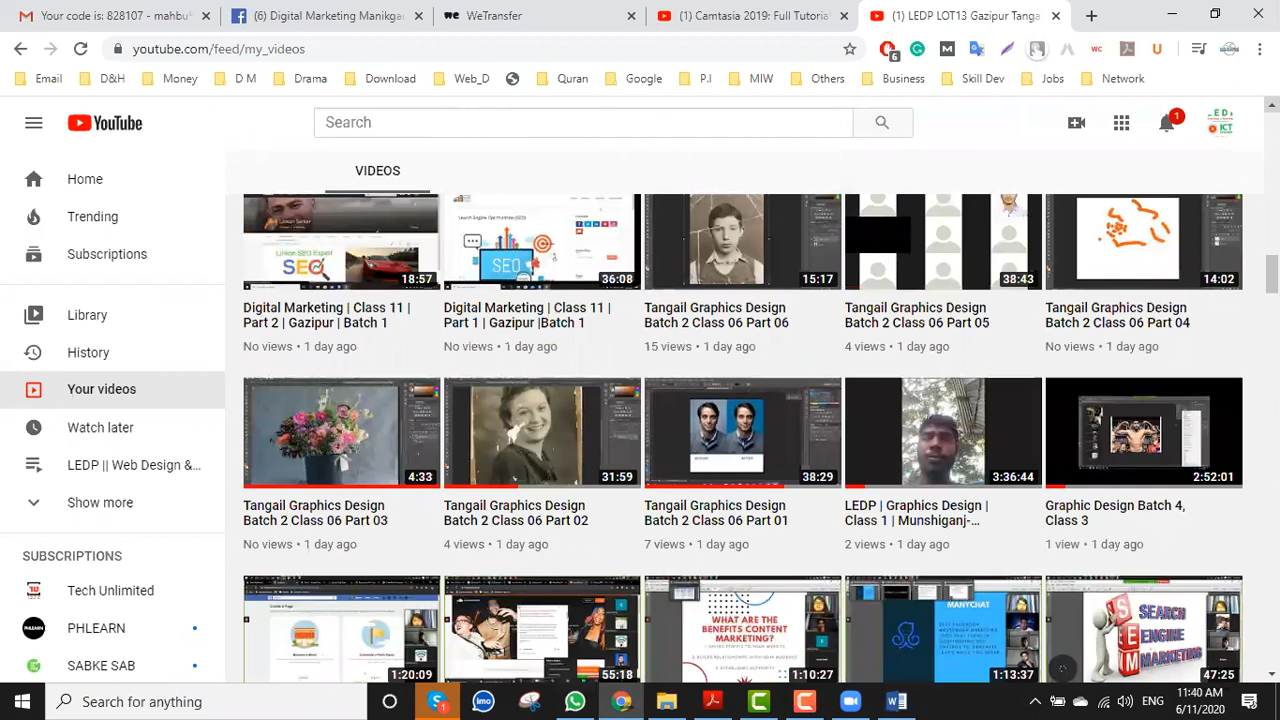 (1) Your code is: 828107 - mariku
(6) Digital Marketing Manikg
WeTransfer
(1) Camtasia 2019: Full Tutoria
(1) LEDP LOT13 Gazipur Tanga
youtube.com/feed/my_videos
6
Email
D&H
Money
D M
Drama
Download
Web_D
Quran
Google
P.I
MIW
Others
Business
Skill Dev
Jobs
Network
YouTube
Search
1
VIDEOS
Home
Trending
Subscriptions
Library
History
Your videos
Watch later
LEDP || Web Design &...
Show more
SUBSCRIPTIONS
Tech Unlimited
PHLEARN
SEO
18:57
SEO
36:08
15:17
38:43
14:02
Digital Marketing | Class 11 | Part 2 | Gazipur | Batch 1
No views • 1 day ago
Digital Marketing | Class 11 | Part 1 | Gazipur |Batch 1
No views • 1 day ago
Tangail Graphics Design Batch 2 Class 06 Part 06
15 views • 1 day ago
Tangail Graphics Design Batch 2 Class 06 Part 05
4 views • 1 day ago
Tangail Graphics Design Batch 2 Class 06 Part 04
No views • 1 day ago
4:33
31:59
38:29
3:36:44
2:52:01
Tangail Graphics Design Batch 2 Class 06 Part 03
No views • 1 day ago
Tangail Graphics Design Batch 2 Class 06 Part 02
4 views • 1 day ago
Tangail Graphics Design Batch 2 Class 06 Part 01
7 views • 1 day ago
LEDP | Graphics Design | Class 1 | Munshiganj-...
2 views • 1 day ago
Graphic Design Batch 4, Class 3
1 view • 1 day ago
1:20:09
55:18
WHAT ARE THE BENEFITS CONTENT MARKETING?
1:10:27
MANYCHAT
SEARCH ENGINE MARKETING
47:25
Search for anything
ENG
11:40 AM
6/11/2020